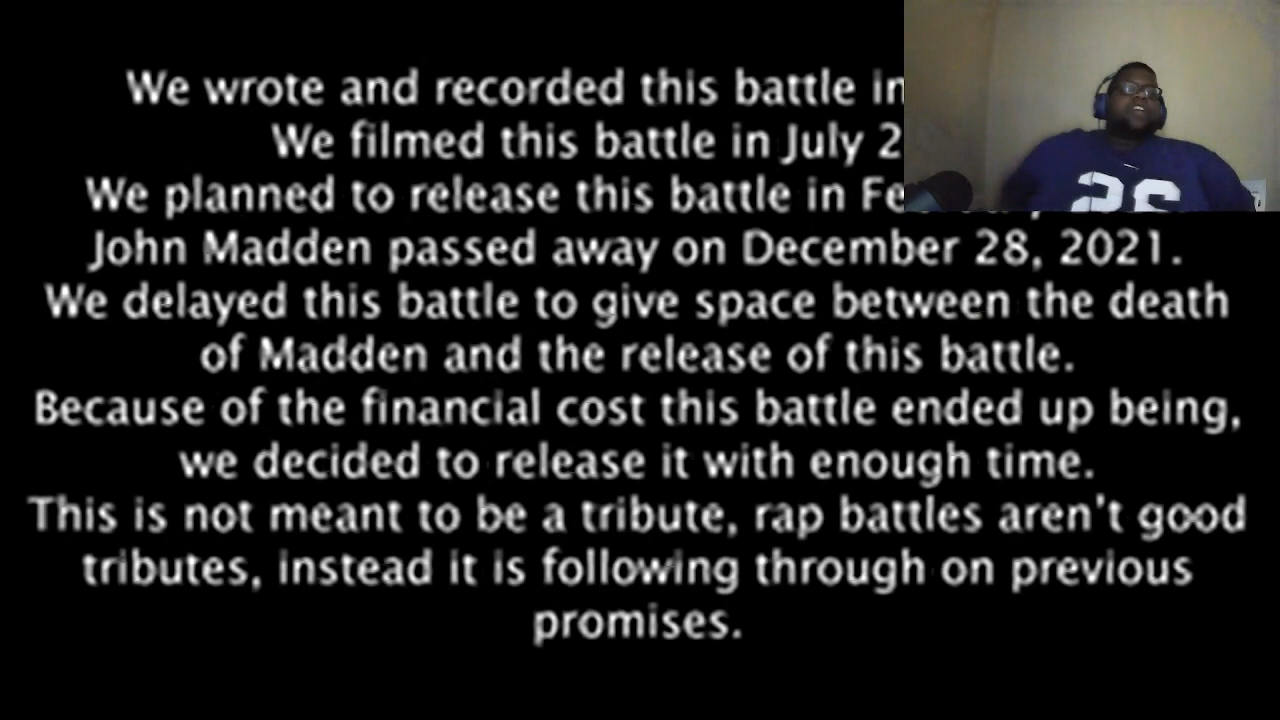 We wrote and recorded this battle in
We filmed this battle in July 2
We planned to release this battle in Fe
John Madden passed away on December 28, 2021.
We delayed this battle to give space between the death
of Madden and the release of this battle.
Because of the financial cost this battle ended up being,
we decided to release it with enough time.
This is not meant to be a tribute, rap battles aren't good
tributes, instead it is following through on previous
promises.
26